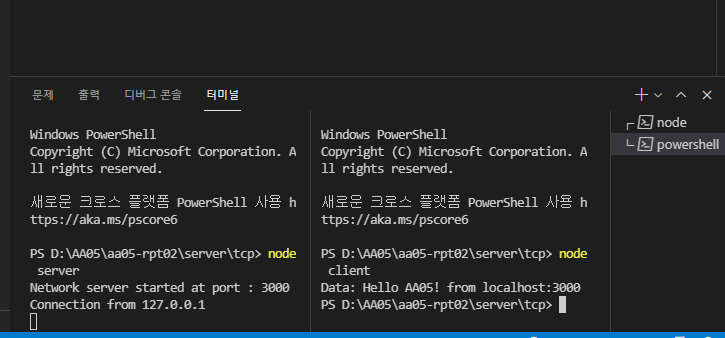 문제 출력 디버그 콘솔 터미널
Windows PowerShell
Copyright (C) Microsoft Corporation. A
ll rights reserved.
새로운 크로스 플랫폼 PowerShell 사용 h
ttps://aka.ms/pscore6
PS D:\AA05\aa05-rpt02\server\tcp> node
server
Network server started at port : 3000
Connection from 127.0.0.1
Windows PowerShell
Copyright (C) Microsoft Corporation. A
ll rights reserved.
새로운 크로스 플랫폼 PowerShell 사용 h
ttps://aka.ms/pscore6
PS D:\AA05\aa05-rpt02\server\tcp> node
client
Data: Hello AA05! from localhost:3000
PS D:\AA05\aa05-rpt02\server\tcp>
node
powershell